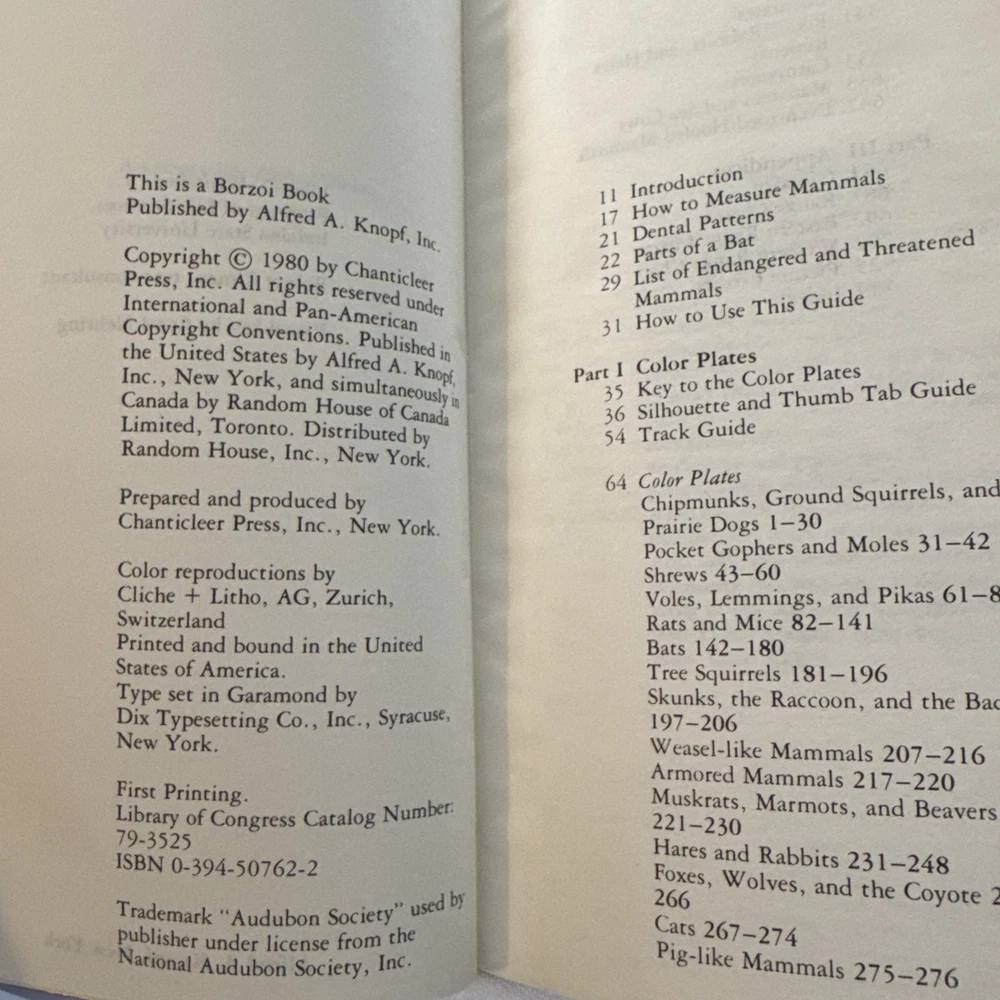 This is a Borzoi Book
Published by Alfred A. Knopf, Inc.
Copyright © 1980 by Chanticleer
Press, Inc. All rights reserved under
International and Pan-American
Copyright Conventions. Published in
the United States by Alfred A. Knopf,
Inc., New York, and simultaneously in
Canada by Random House of Canada
Limited, Toronto. Distributed by
Random House, Inc., New York.
Prepared and produced by
Chanticleer Press, Inc., New York.
Color reproductions by
Cliche + Litho, AG, Zurich,
Switzerland
Printed and bound in the United
States of America.
Type set in Garamond by
Dix Typesetting Co., Inc., Syracuse,
New York.
First Printing.
Library of Congress Catalog Number:
79-3525
ISBN 0-394-50762-2
Trademark "Audubon Society" used by
publisher under license from the
National Audubon Society, Inc.
11 Introduction
17 How to Measure Mammals
21 Dental Patterns
22 Parts of a Bat
29 List of Endangered and Threatened
Mammals
31 How to Use This Guide
Part I Color Plates
35 Key to the Color Plates
36 Silhouette and Thumb Tab Guide
54 Track Guide
64 Color Plates
Chipmunks, Ground Squirrels, and
Prairie Dogs 1–30
Pocket Gophers and Moles 31–42
Shrews 43–60
Voles, Lemmings, and Pikas 61–8
Rats and Mice 82–141
Bats 142–180
Tree Squirrels 181–196
Skunks, the Raccoon, and the Bad
197–206
Weasel-like Mammals 207–216
Armored Mammals 217–220
Muskrats, Marmots, and Beavers
221–230
Hares and Rabbits 231–248
Foxes, Wolves, and the Coyote 2
266
Cats 267–274
Pig-like Mammals 275–276